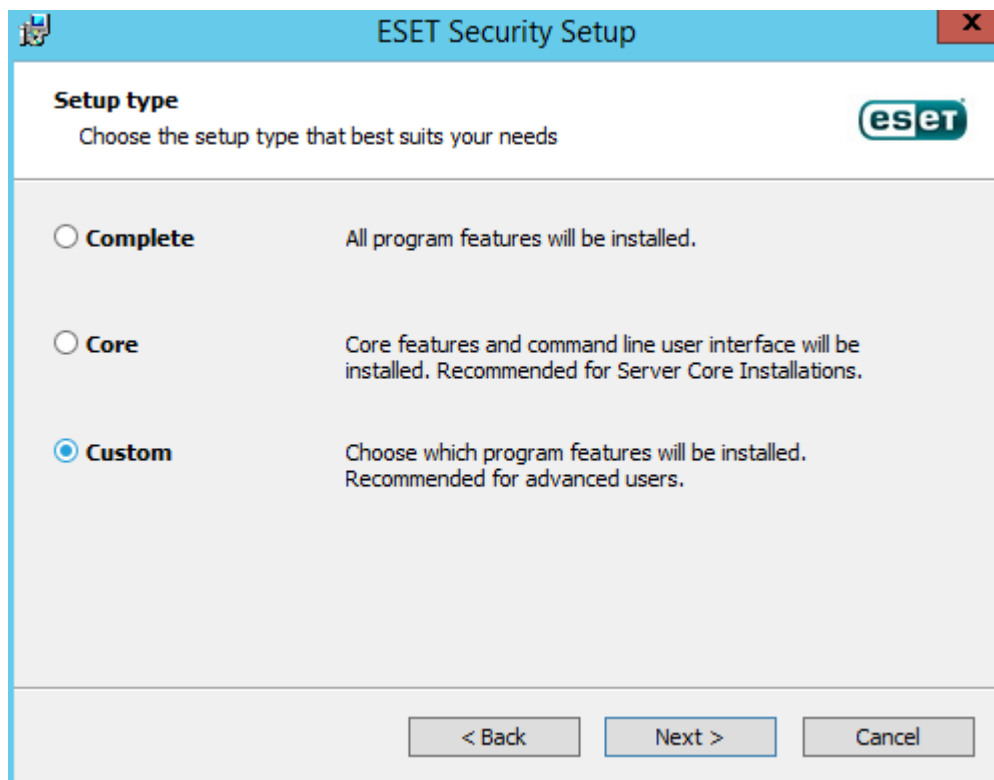 ESET Security Setup
X
Setup type
Choose the setup type that best suits your needs
eseT
Complete
All program features will be installed.
Core
Core features and command line user interface will be
installed. Recommended for Server Core Installations.
Custom
Choose which program features will be installed.
Recommended for advanced users.
< Back
Next >
Cancel